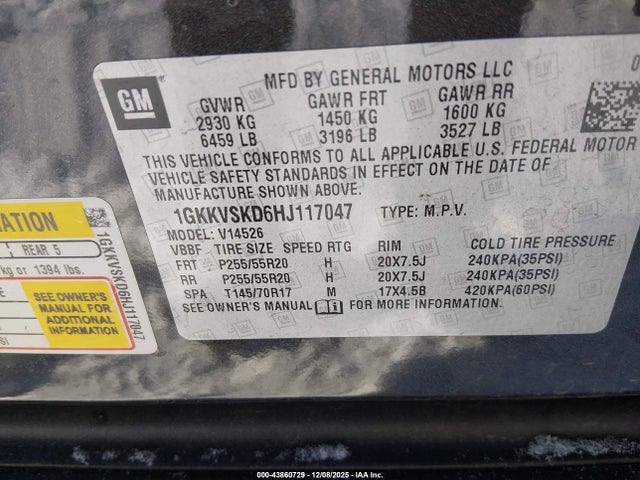 GM
MFD BY GENERAL MOTORS LLC
GVWR GAWR FRT GAWR RR
2930 KG 1450 KG 1600 KG
6459 LB 3196 LB 3527 LB
THIS VEHICLE CONFORMS TO ALL APPLICABLE U.S. FEDERAL MOTOR
VEHICLE SAFETY STANDARDS IN EFFECT ON THE DATE OF
MANUFACTURE SHOWN ABOVE.
1GKKVSKD6HJ117047 TYPE: M.P.V.
MODEL: V14526
VBBF TIRE SIZE SPEED RTG RIM COLD TIRE PRESSURE
FRT P255/55R20 H 20X7.5J 240KPA(35PSI)
RR P255/55R20 H 20X7.5J 240KPA(35PSI)
SPA T145/70R17 M 17X4.5B 420KPA(60PSI)
SEE OWNER'S MANUAL FOR MORE INFORMATION.
REAR 5
kg or 1394 lbs.
SEE OWNER'S
MANUAL FOR
ADDITIONAL
INFORMATION
1GKKVSKD6HJ117047
000-43860729 - 12/08/2025 - IAA Inc.